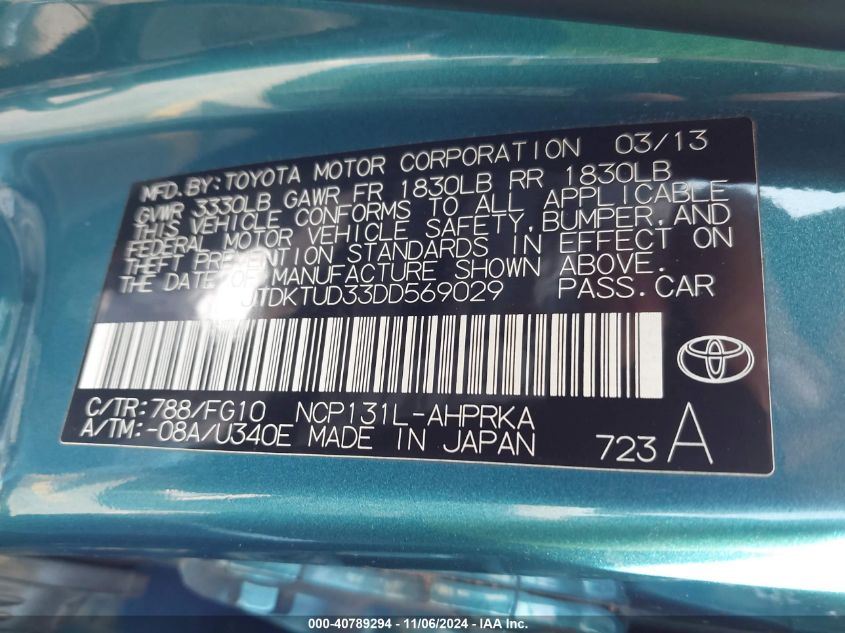 MFD. BY: TOYOTA MOTOR CORPORATION 03/13
GVWR 3330LB GAWR FR 1830LB RR 1830LB
THIS VEHICLE CONFORMS TO ALL APPLICABLE
FEDERAL MOTOR VEHICLE SAFETY, BUMPER, AND
THEFT PREVENTION STANDARDS IN EFFECT ON
THE DATE OF MANUFACTURE SHOWN ABOVE.
JTDKTUD33DD569029 PASS.CAR
C/TR: 788/FG10 NCP131L-AHPRKA
A/TM: -08A/U340E MADE IN JAPAN 723 A
000-40789294 - 11/06/2024 - IAA Inc.